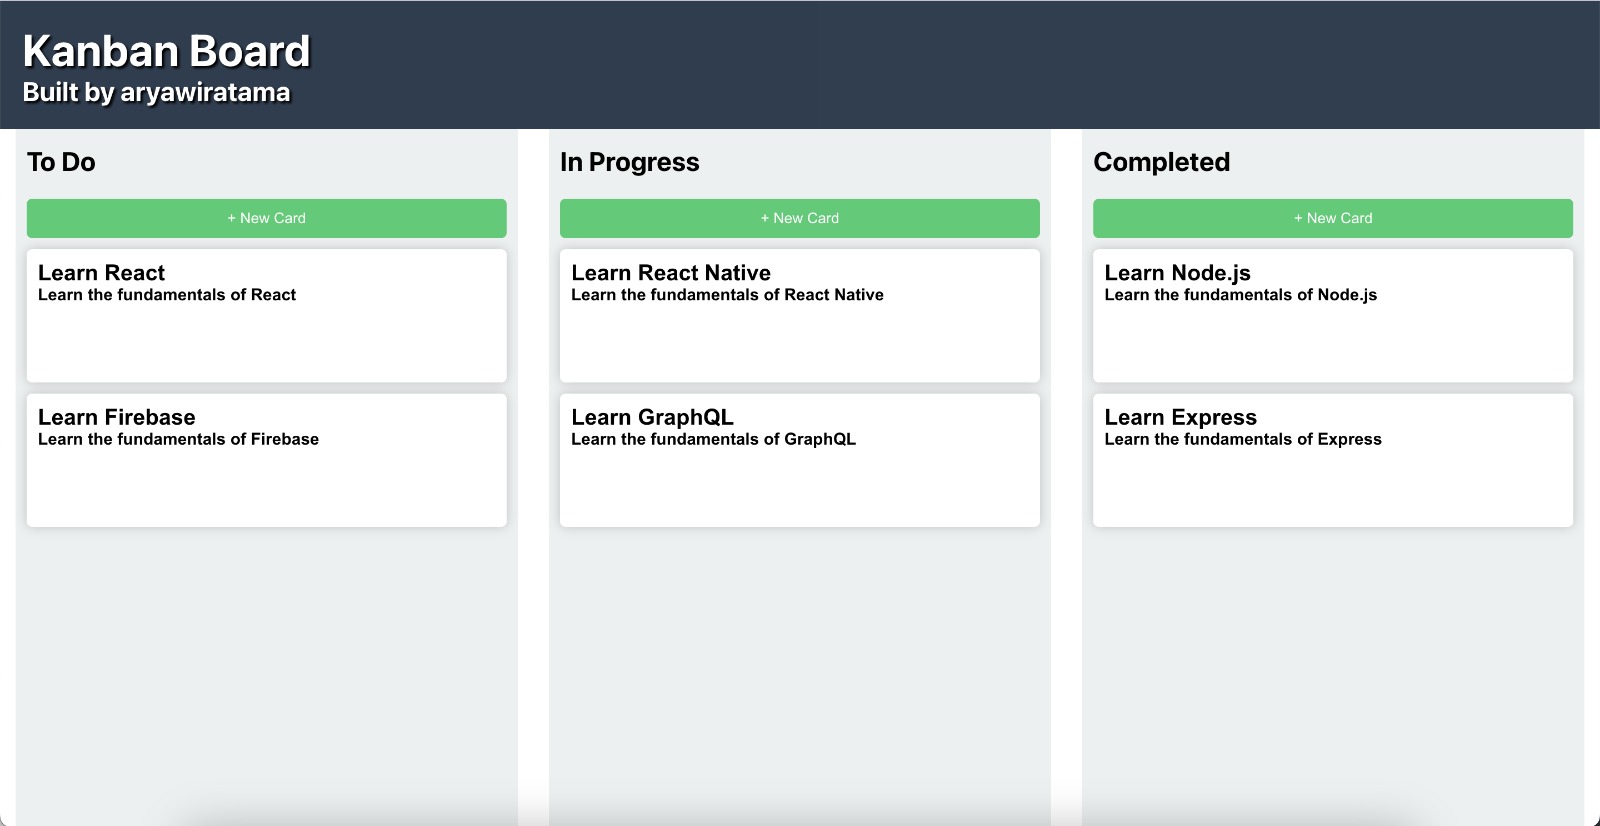 Kanban Board
Built by aryawiratama
To Do
+ New Card
Learn React
Learn the fundamentals of React
Learn Firebase
Learn the fundamentals of Firebase
In Progress
+ New Card
Learn React Native
Learn the fundamentals of React Native
Learn GraphQL
Learn the fundamentals of GraphQL
Completed
+ New Card
Learn Node.js
Learn the fundamentals of Node.js
Learn Express
Learn the fundamentals of Express